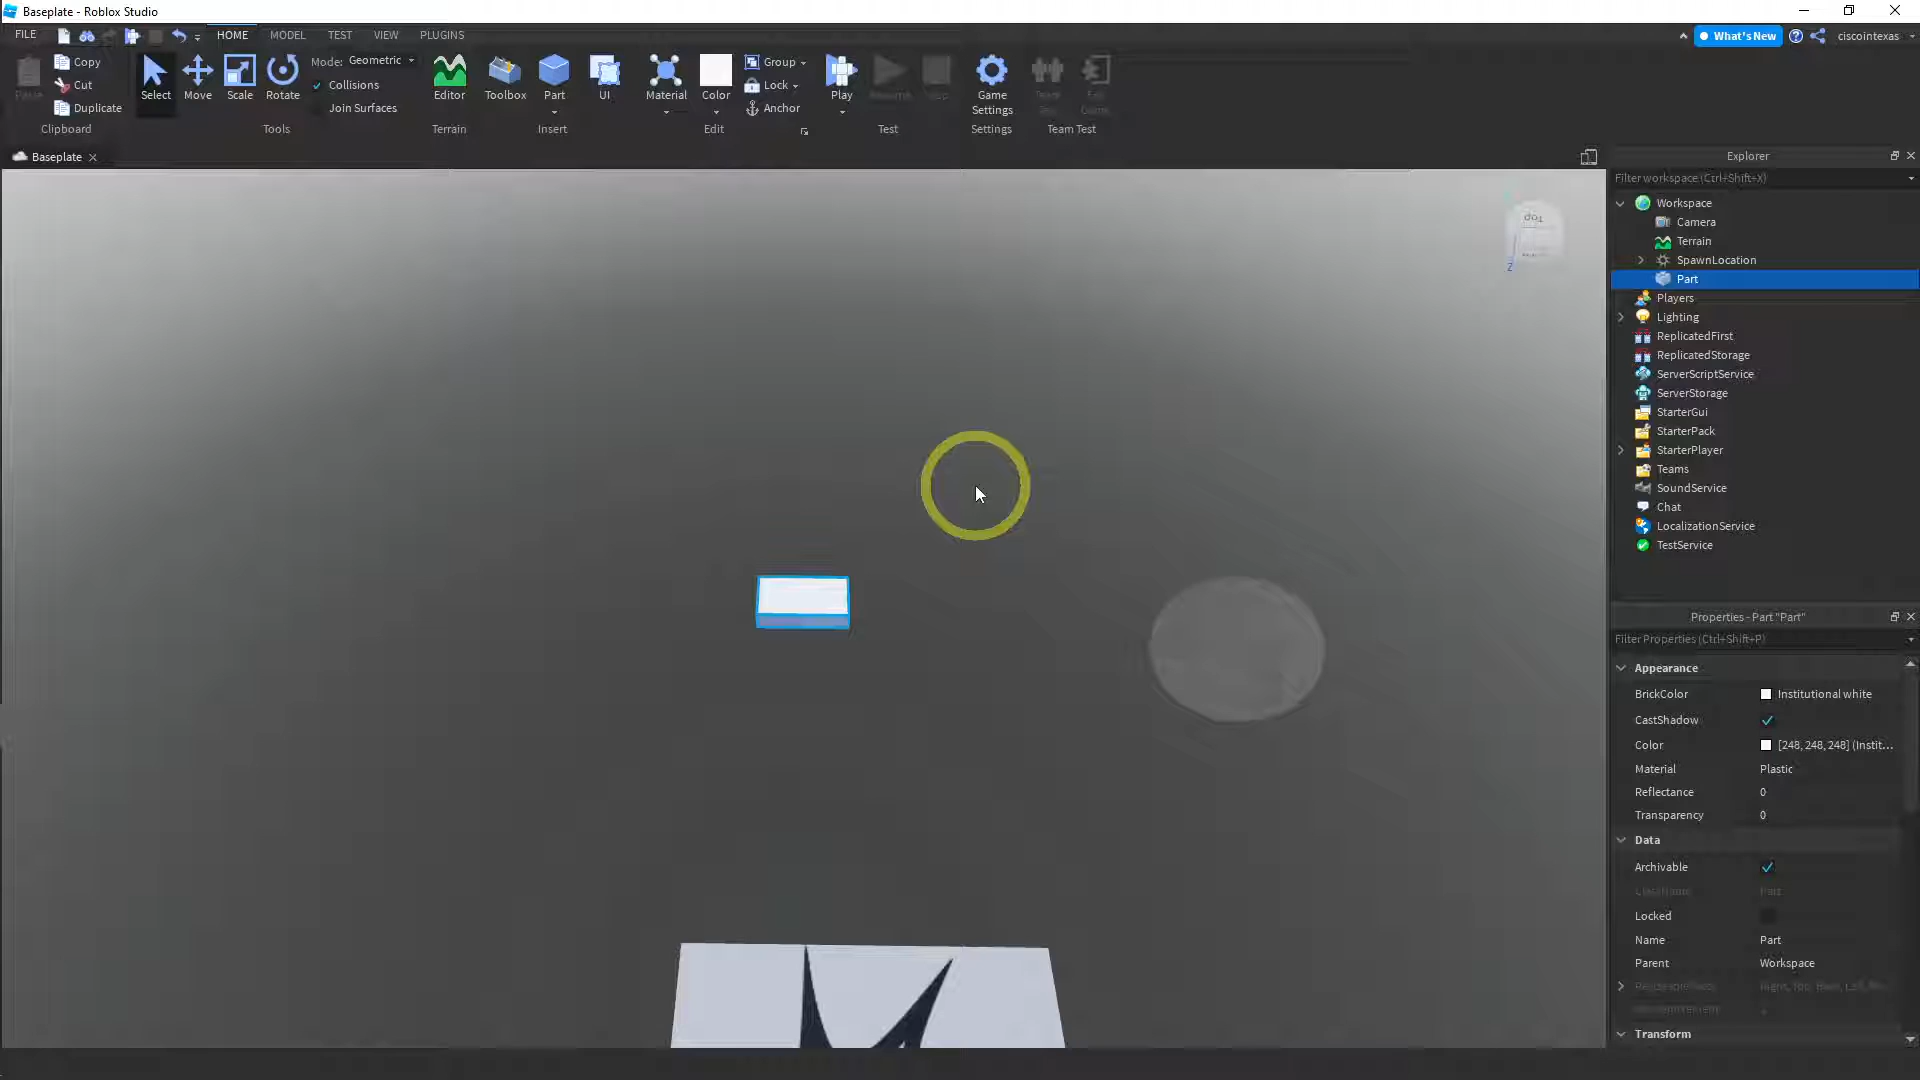 Baseplate - Roblox Studio
FILE HOME MODEL TEST VIEW PLUGINS What's New ciscointexas
Copy
Cut
Duplicate
Clipboard
Select Move Scale Rotate
Mode: Geometric
Collisions
Join Surfaces
Tools
Editor
Terrain
Toolbox Part UI
Insert
Material Color
Group
Lock
Anchor
Edit
Play
Test
Game Settings
Settings
Team Test
Baseplate
Top
Z
Explorer
Filter workspace (Ctrl+Shift+X)
Workspace
Camera
Terrain
SpawnLocation
Part
Players
Lighting
ReplicatedFirst
ReplicatedStorage
ServerScriptService
ServerStorage
StarterGui
StarterPack
StarterPlayer
Teams
SoundService
Chat
LocalizationService
TestService
Properties - Part "Part"
Filter Properties (Ctrl+Shift+P)
Appearance
BrickColor Institutional white
CastShadow
Color [248, 248, 248] (Instit...
Material Plastic
Reflectance 0
Transparency 0
Data
Archivable
ClassName Part
Locked
Name Part
Parent Workspace
Transform